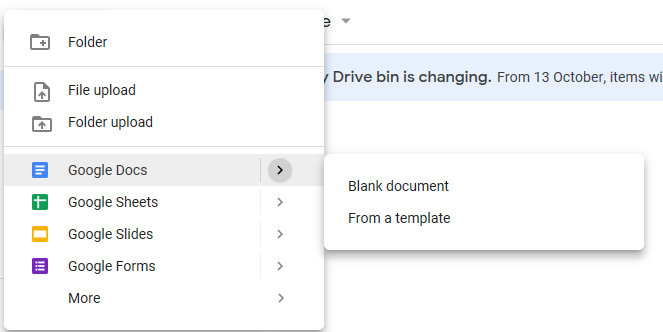 Folder
File upload
Folder upload
Google Docs
Google Sheets
Google Slides
Google Forms
More
Drive bin is changing. From 13 October, items
Blank document
From a template